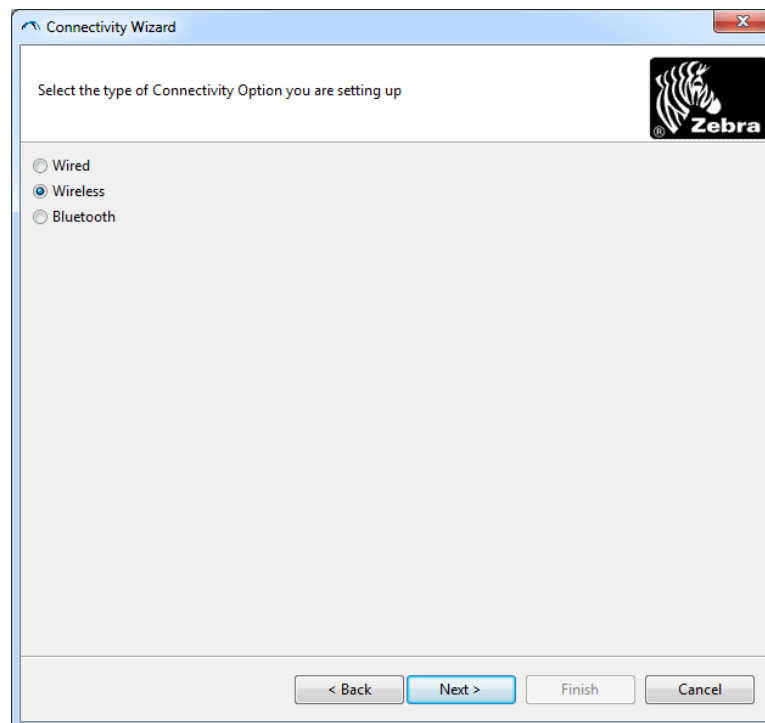 Connectivity Wizard
Select the type of Connectivity Option you are setting up
® Zebra
Wired
Wireless
Bluetooth
< Back Next > Finish Cancel